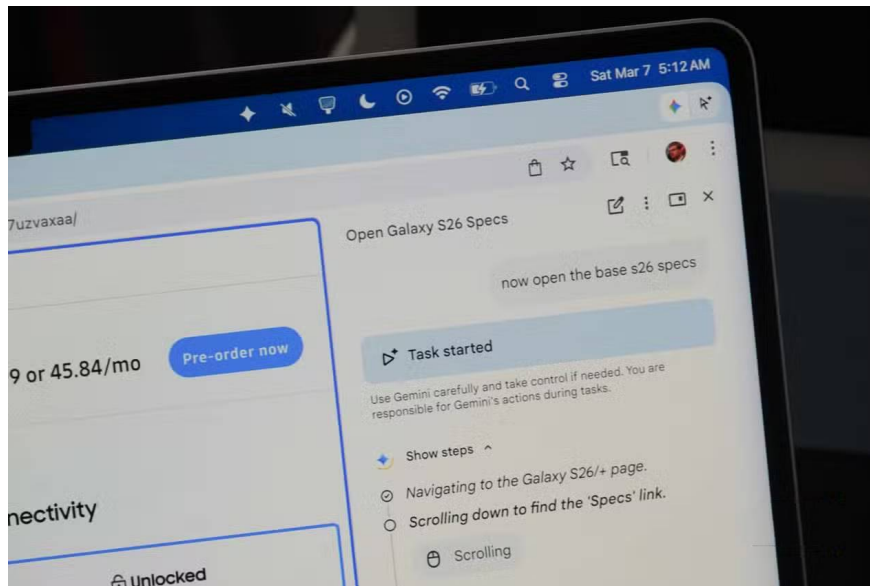 Sat Mar 7 5:12 AM
7uzvaxaa/
Open Galaxy S26 Specs
now open the base s26 specs
9 or 45.84/mo
Pre-order now
Task started
Use Gemini carefully and take control if needed. You are
responsible for Gemini's actions during tasks.
Show steps
Navigating to the Galaxy S26/+ page.
Scrolling down to find the 'Specs' link.
Scrolling
nectivity
Unlocked